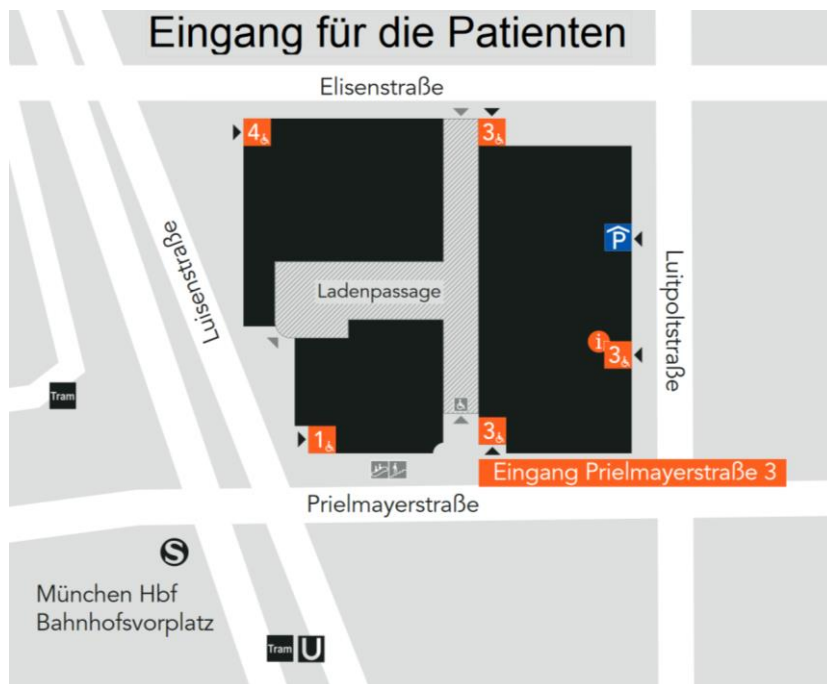 Eingang für die Patienten
Elisenstraße
4
3
P
Luisenstraße
Ladenpassage
Luitpoltstraße
i
3
Tram
1
3
Eingang Prielmayerstraße 3
Prielmayerstraße
S
München Hbf
Bahnhofsvorplatz
Tram U